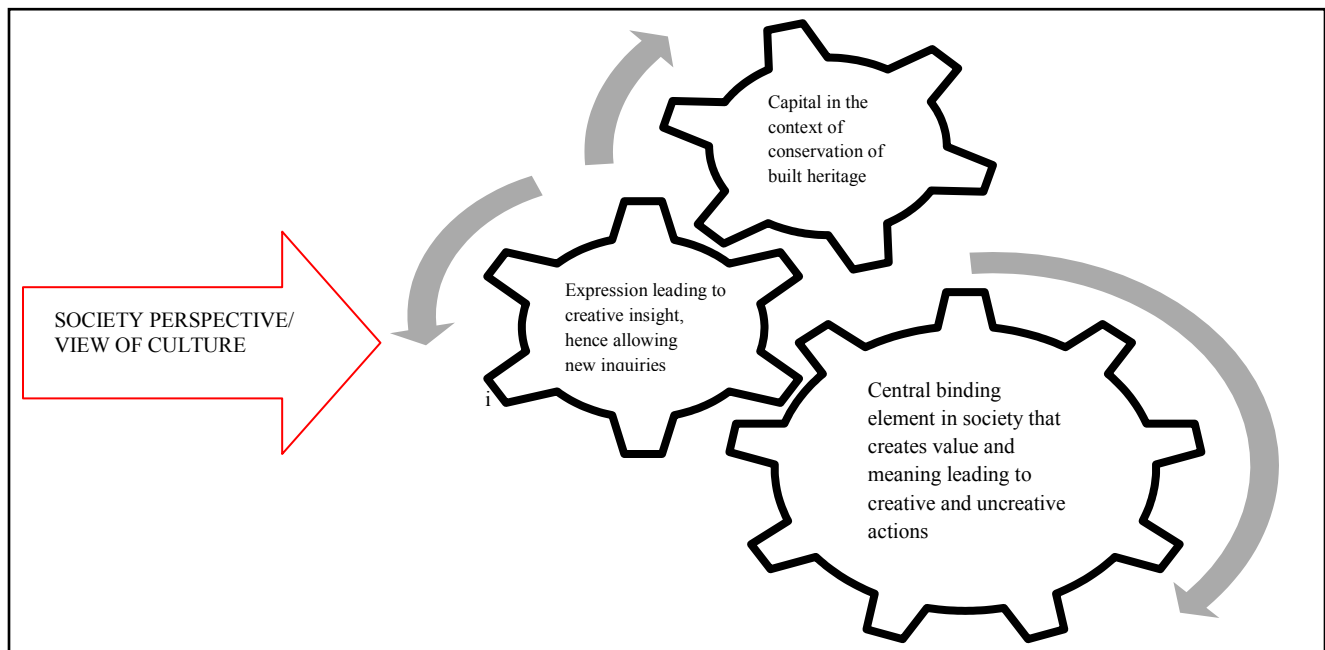 SOCIETY PERSPECTIVE/
VIEW OF CULTURE
Capital in the
context of
conservation of
built heritage
Expression leading to
creative insight,
hence allowing
new inquiries
i
Central binding
element in society that
creates value and
meaning leading to
creative and uncreative
actions